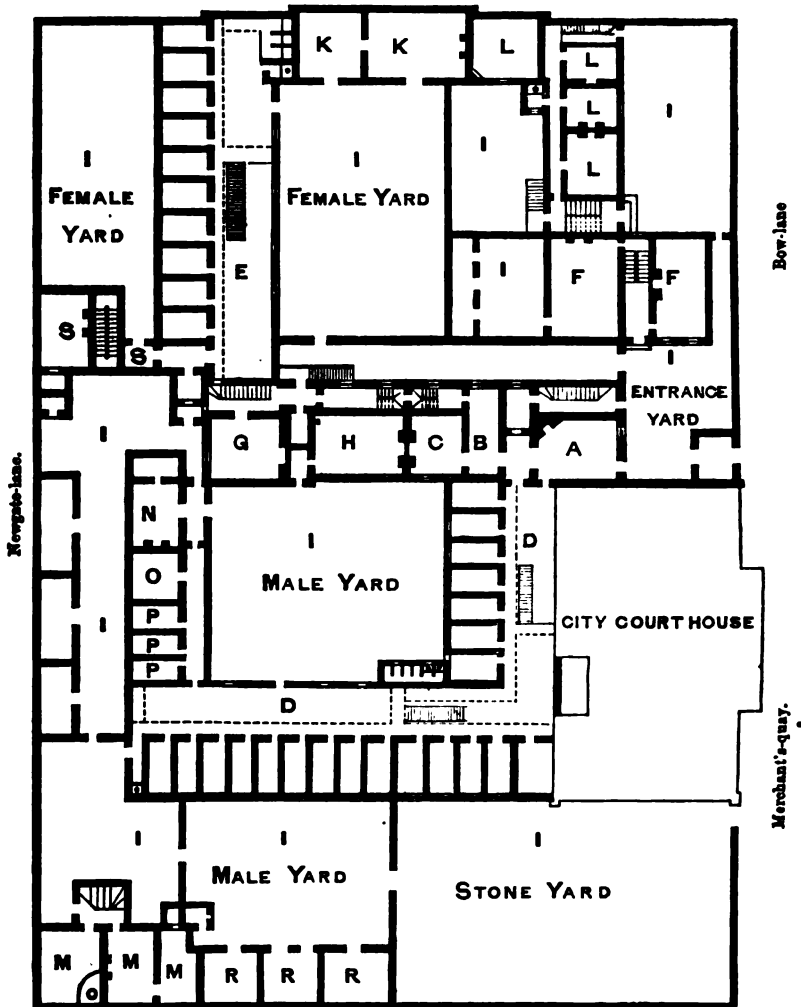 K
K
L
L
L
L
I
I
I
I
FEMALE
YARD
FEMALE YARD
E
I
F
F
S
S
I
ENTRANCE
YARD
Bow-lane
I
G
H
C
B
A
Newgate-lane.
N
I
MALE YARD
D
O
I
P
P
P
CITY COURT HOUSE
D
Merchant's-quay.
I
I
MALE YARD
I
STONE YARD
M
M
M
R
R
R